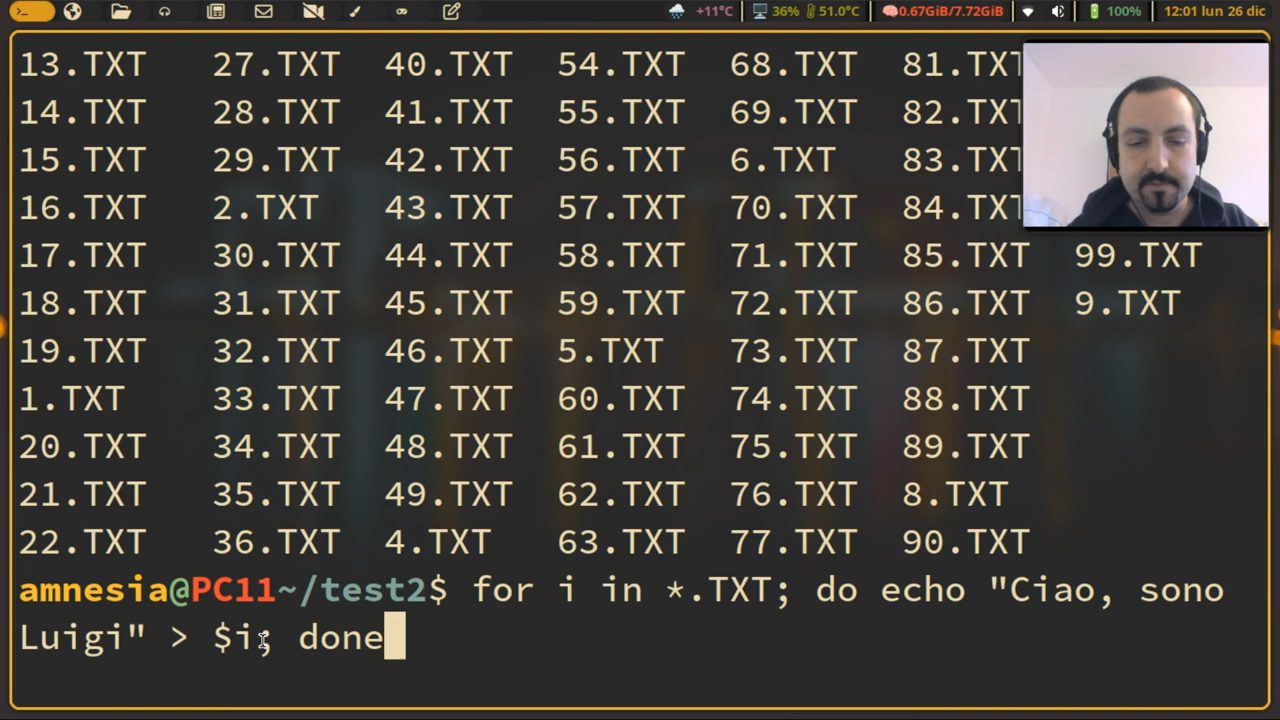 >_ +11°C 36% 51.0°C 0.67GiB/7.72GiB 100% 12:01 lun 26 dic
13.TXT 27.TXT 40.TXT 54.TXT 68.TXT 81.TXT
14.TXT 28.TXT 41.TXT 55.TXT 69.TXT 82.TXT
15.TXT 29.TXT 42.TXT 56.TXT 6.TXT 83.TXT
16.TXT 2.TXT 43.TXT 57.TXT 70.TXT 84.TXT
17.TXT 30.TXT 44.TXT 58.TXT 71.TXT 85.TXT 99.TXT
18.TXT 31.TXT 45.TXT 59.TXT 72.TXT 86.TXT 9.TXT
19.TXT 32.TXT 46.TXT 5.TXT 73.TXT 87.TXT
1.TXT 33.TXT 47.TXT 60.TXT 74.TXT 88.TXT
20.TXT 34.TXT 48.TXT 61.TXT 75.TXT 89.TXT
21.TXT 35.TXT 49.TXT 62.TXT 76.TXT 8.TXT
22.TXT 36.TXT 4.TXT 63.TXT 77.TXT 90.TXT
amnesia@PC11~/test2$ for i in *.TXT; do echo "Ciao, sono
Luigi" > $i; done